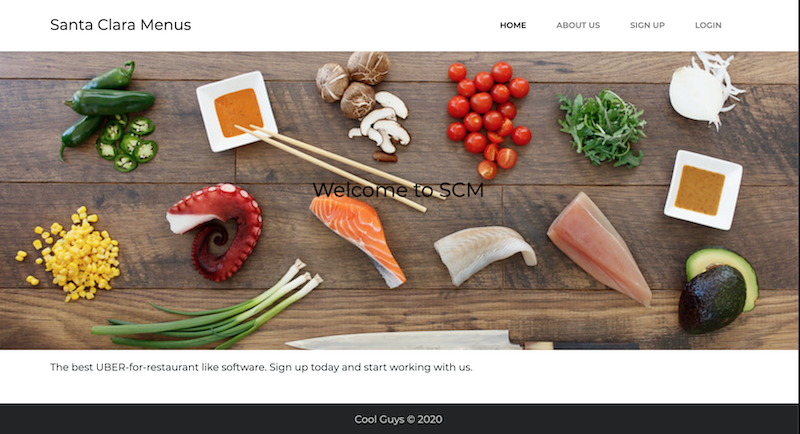 Santa Clara Menus
HOME ABOUT US SIGN UP LOGIN
Welcome to SCM
The best UBER-for-restaurant like software. Sign up today and start working with us.
Cool Guys © 2020